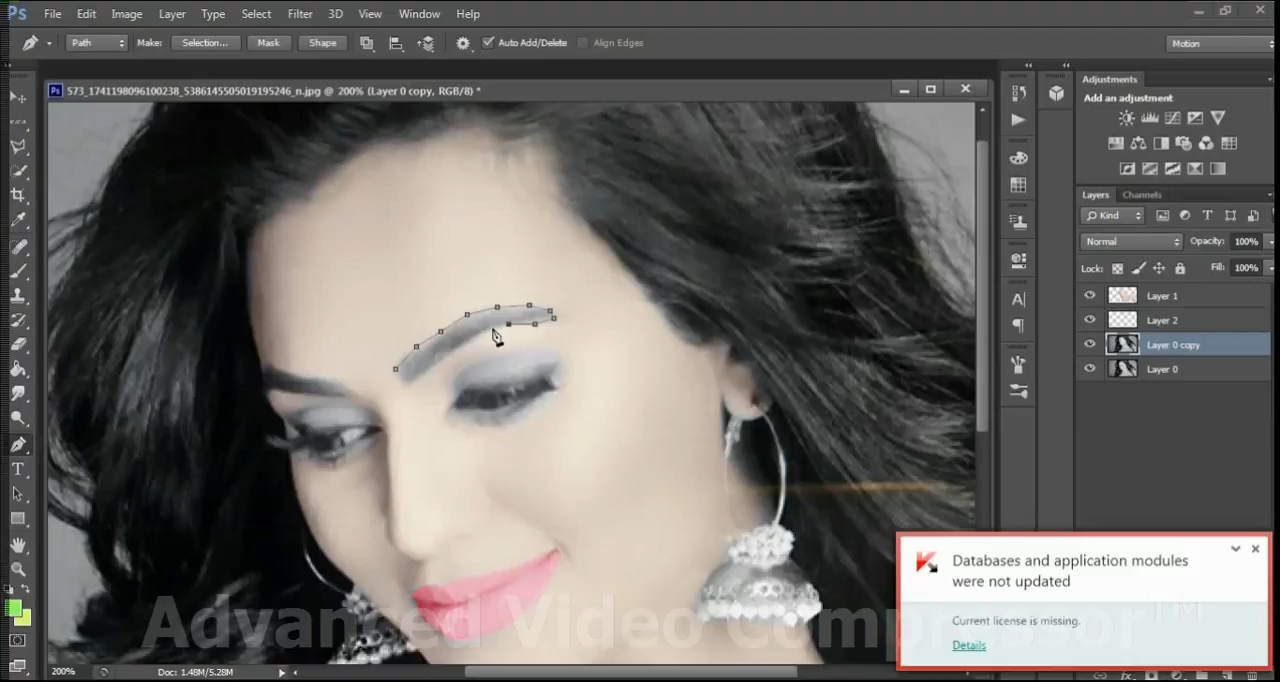 Ps File Edit Image Layer Type Select Filter 3D View Window Help
Path Make: Selection... Mask Shape Auto Add/Delete Align Edges Motion
Ps S73_1741198096100238_5386145505019195246_n.jpg @ 200% (Layer 0 copy, RGB/8) *
Adjustments
Add an adjustment
Layers Channels
Kind
Normal Opacity: 100%
Lock: Fill: 100%
Layer 1
Layer 2
Layer 0 copy
Layer 0
Databases and application modules
were not updated
Current license is missing.
Details
Advanced Video Compressor™
200% Doc: 1.48M/5.28M